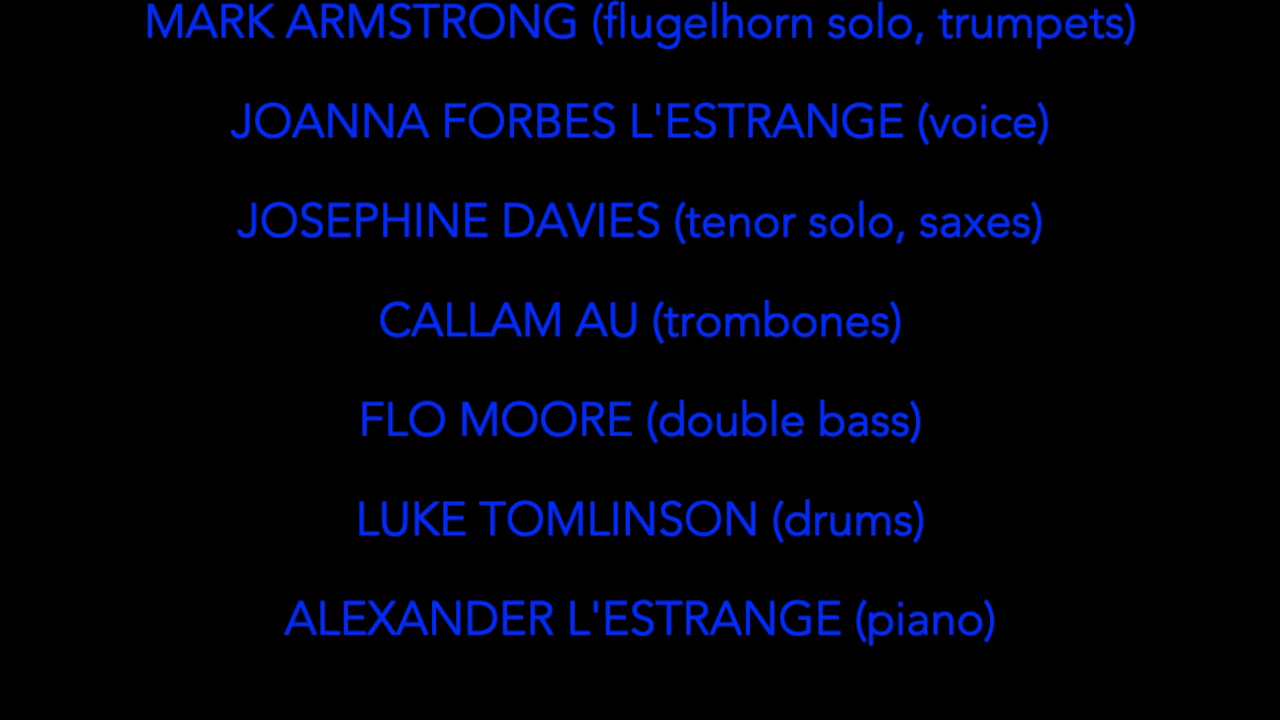 MARK ARMSTRONG (flugelhorn solo, trumpets)
JOANNA FORBES L'ESTRANGE (voice)
JOSEPHINE DAVIES (tenor solo, saxes)
CALLAM AU (trombones)
FLO MOORE (double bass)
LUKE TOMLINSON (drums)
ALEXANDER L'ESTRANGE (piano)